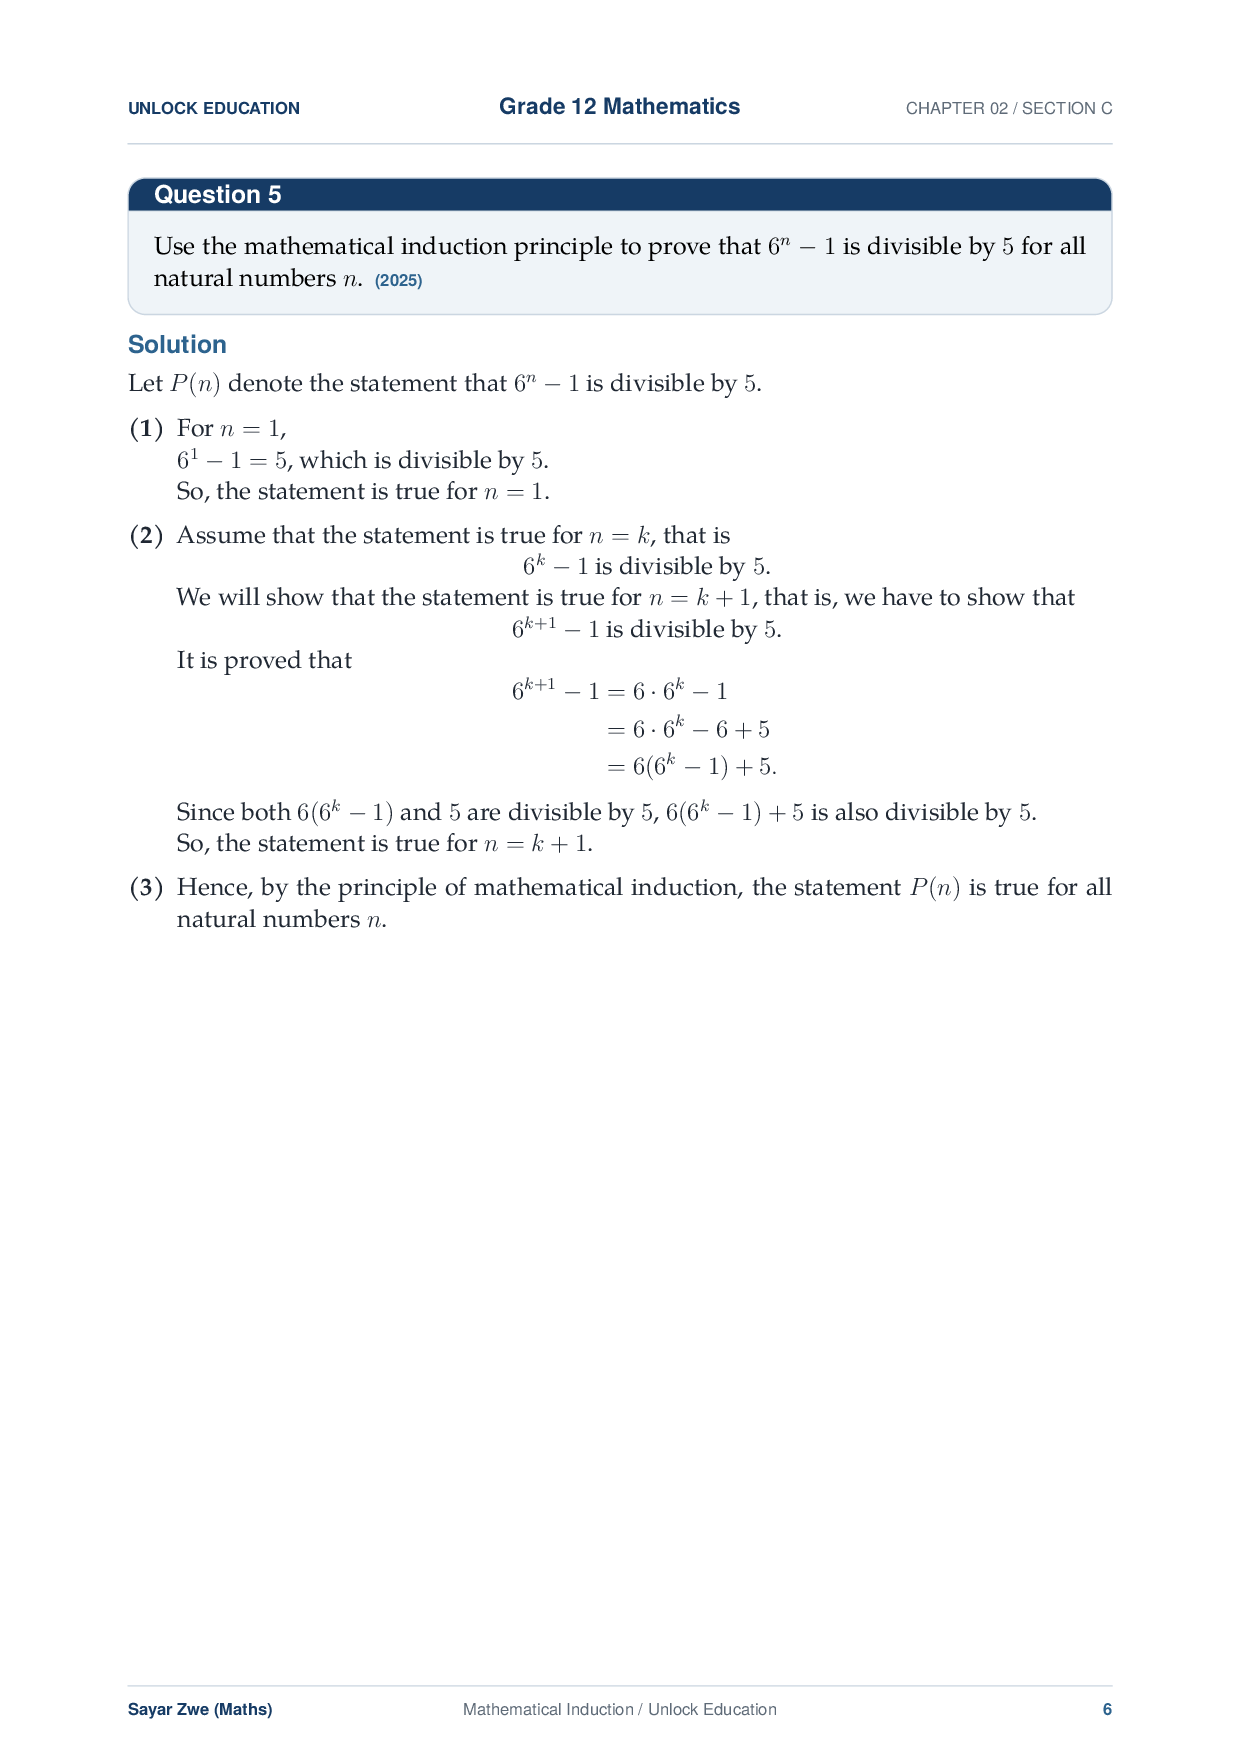 UNLOCK EDUCATION Grade 12 Mathematics CHAPTER 02 / SECTION C
Question 5
Use the mathematical induction principle to prove that $6^n - 1$ is divisible by $5$ for all
natural numbers $n$. (2025)
Solution
Let $P(n)$ denote the statement that $6^n - 1$ is divisible by $5$.
(1) For $n = 1$,
$6^1 - 1 = 5$, which is divisible by $5$.
So, the statement is true for $n = 1$.
(2) Assume that the statement is true for $n = k$, that is
$6^k - 1$ is divisible by $5$.
We will show that the statement is true for $n = k + 1$, that is, we have to show that
$6^{k+1} - 1$ is divisible by $5$.
It is proved that
$6^{k+1} - 1 = 6 \cdot 6^k - 1$
$= 6 \cdot 6^k - 6 + 5$
$= 6(6^k - 1) + 5.$
Since both $6(6^k - 1)$ and $5$ are divisible by $5$, $6(6^k - 1) + 5$ is also divisible by $5$.
So, the statement is true for $n = k + 1$.
(3) Hence, by the principle of mathematical induction, the statement $P(n)$ is true for all
natural numbers $n$.
Sayar Zwe (Maths) Mathematical Induction / Unlock Education 6